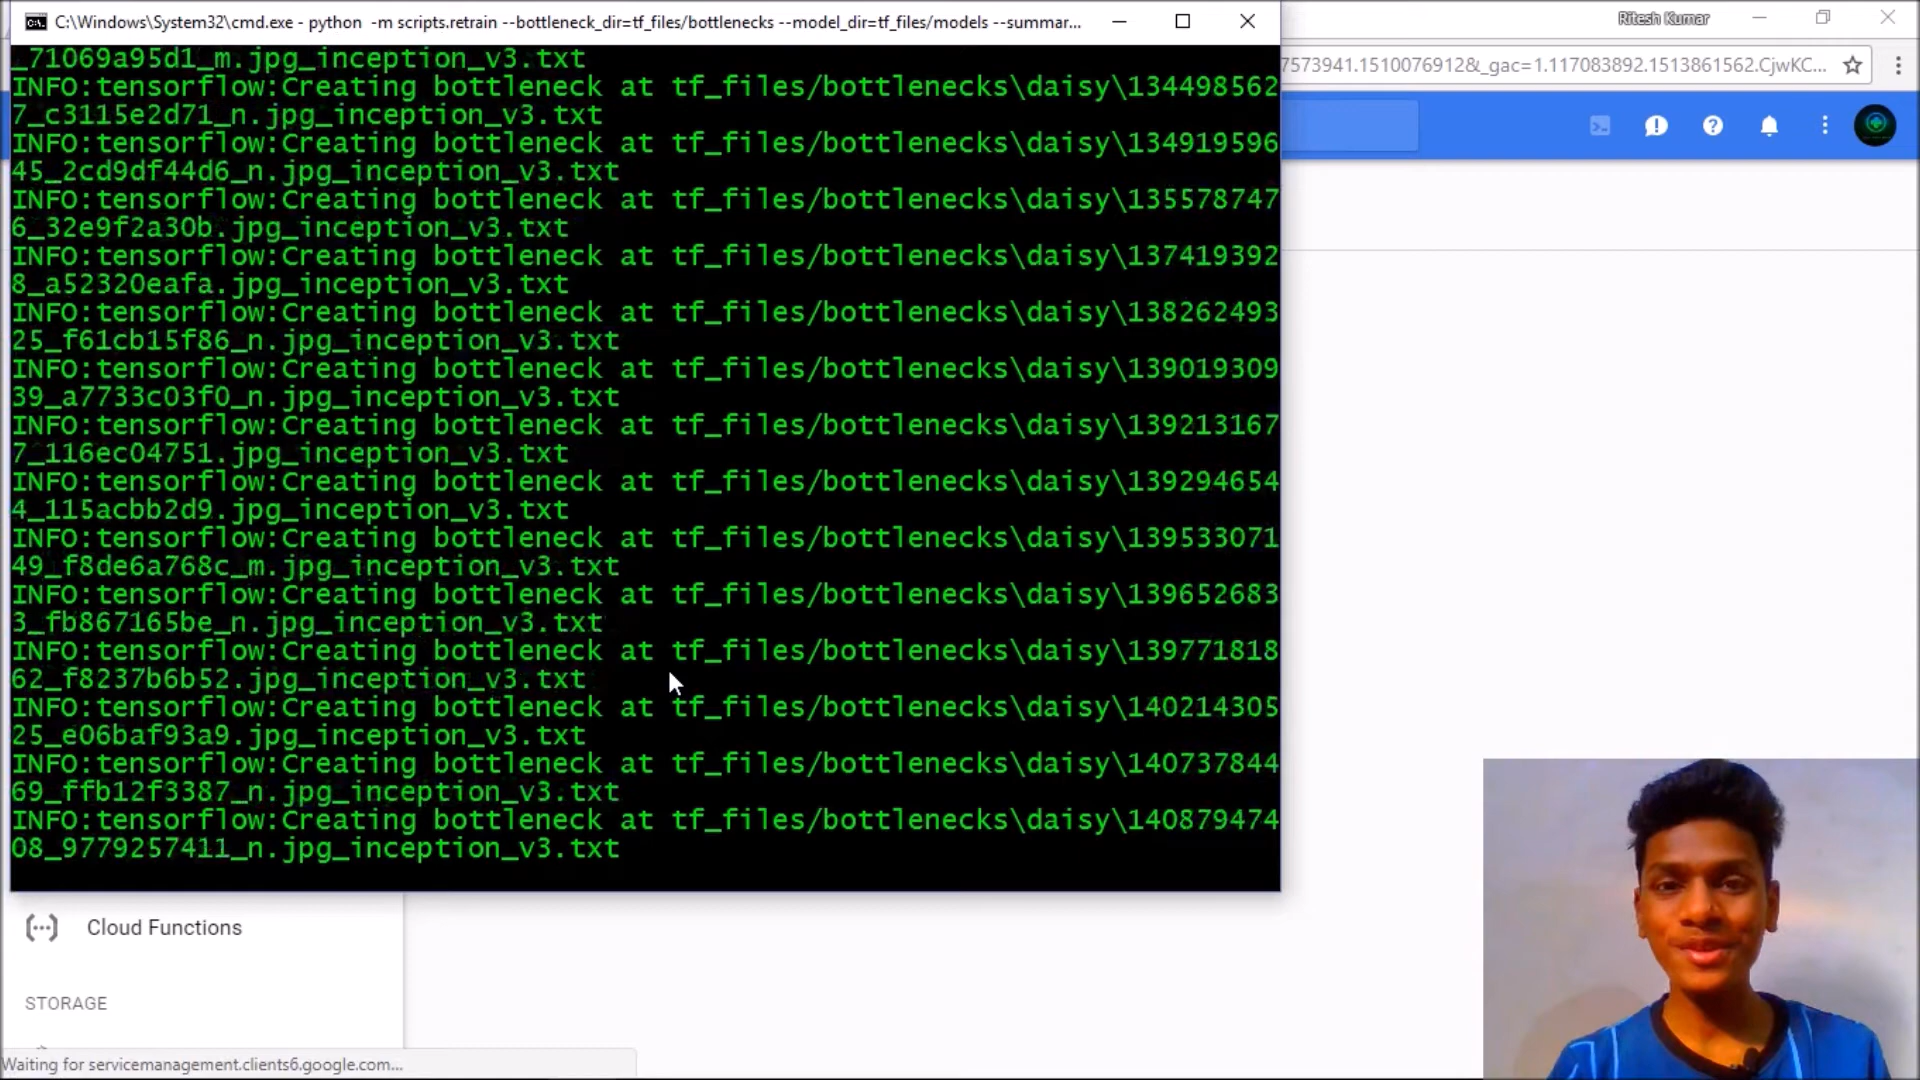 C:\Windows\System32\cmd.exe - python -m scripts.retrain --bottleneck_dir=tf_files/bottlenecks --model_dir=tf_files/models --summar...
Ritesh Kumar
7573941.1510076912&_gac=1.117083892.1513861562.CjwKC...
_71069a95d1_m.jpg_inception_v3.txt
INFO:tensorflow:Creating bottleneck at tf_files/bottlenecks\daisy\134498562
7_c3115e2d71_n.jpg_inception_v3.txt
INFO:tensorflow:Creating bottleneck at tf_files/bottlenecks\daisy\134919596
45_2cd9df44d6_n.jpg_inception_v3.txt
INFO:tensorflow:Creating bottleneck at tf_files/bottlenecks\daisy\135578747
6_32e9f2a30b.jpg_inception_v3.txt
INFO:tensorflow:Creating bottleneck at tf_files/bottlenecks\daisy\137419392
8_a52320eafa.jpg_inception_v3.txt
INFO:tensorflow:Creating bottleneck at tf_files/bottlenecks\daisy\138262493
25_f61cb15f86_n.jpg_inception_v3.txt
INFO:tensorflow:Creating bottleneck at tf_files/bottlenecks\daisy\139019309
39_a7733c03f0_n.jpg_inception_v3.txt
INFO:tensorflow:Creating bottleneck at tf_files/bottlenecks\daisy\139213167
7_116ec04751.jpg_inception_v3.txt
INFO:tensorflow:Creating bottleneck at tf_files/bottlenecks\daisy\139294654
4_115acbb2d9.jpg_inception_v3.txt
INFO:tensorflow:Creating bottleneck at tf_files/bottlenecks\daisy\139533071
49_f8de6a768c_m.jpg_inception_v3.txt
INFO:tensorflow:Creating bottleneck at tf_files/bottlenecks\daisy\139652683
3_fb867165be_n.jpg_inception_v3.txt
INFO:tensorflow:Creating bottleneck at tf_files/bottlenecks\daisy\139771818
62_f8237b6b52.jpg_inception_v3.txt
INFO:tensorflow:Creating bottleneck at tf_files/bottlenecks\daisy\140214305
25_e06baf93a9.jpg_inception_v3.txt
INFO:tensorflow:Creating bottleneck at tf_files/bottlenecks\daisy\140737844
69_ffb12f3387_n.jpg_inception_v3.txt
INFO:tensorflow:Creating bottleneck at tf_files/bottlenecks\daisy\140879474
08_9779257411_n.jpg_inception_v3.txt
Cloud Functions
STORAGE
Waiting for servicemanagement.clients6.google.com...